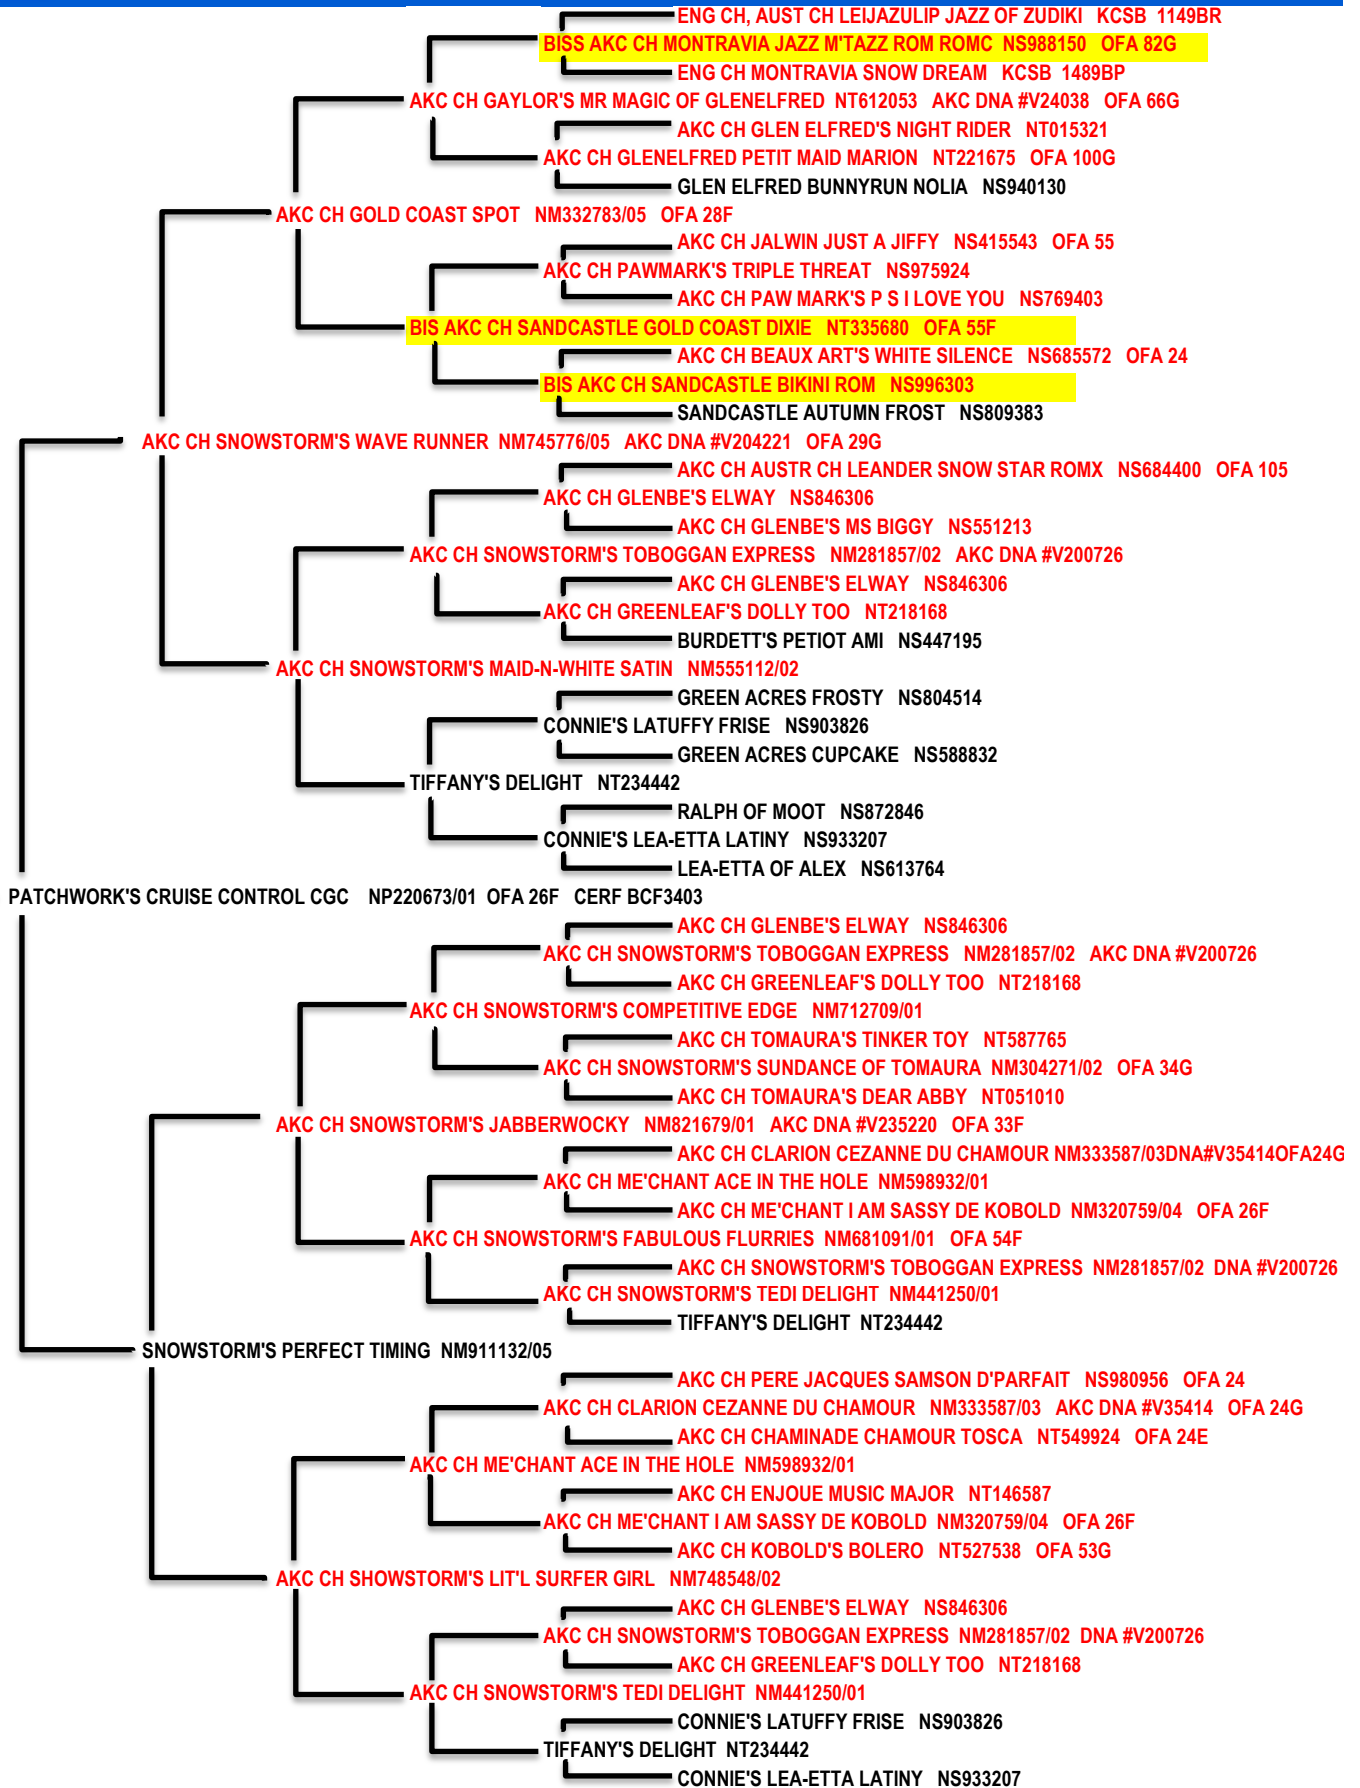 ENG CH, AUST CH LEIJAZULIP JAZZ OF ZUDIKI KCSB 1149BR
BISS AKC CH MONTRAVIA JAZZ M'TAZZ ROM ROMC NS988150 OFA 82G
ENG CH MONTRAVIA SNOW DREAM KCSB 1489BP
AKC CH GAYLOR'S MR MAGIC OF GLENELFRED NT612053 AKC DNA #V24038 OFA 66G
AKC CH GLEN ELFRED'S NIGHT RIDER NT015321
AKC CH GLENELFRED PETIT MAID MARION NT221675 OFA 100G
GLEN ELFRED BUNNYRUN NOLIA NS940130
AKC CH GOLD COAST SPOT NM332783/05 OFA 28F
AKC CH JALWIN JUST A JIFFY NS415543 OFA 55
AKC CH PAWMARK'S TRIPLE THREAT NS975924
AKC CH PAW MARK'S P S I LOVE YOU NS769403
BIS AKC CH SANDCASTLE GOLD COAST DIXIE NT335680 OFA 55F
AKC CH BEAUX ART'S WHITE SILENCE NS685572 OFA 24
BIS AKC CH SANDCASTLE BIKINI ROM NS996303
SANDCASTLE AUTUMN FROST NS809383
AKC CH SNOWSTORM'S WAVE RUNNER NM745776/05 AKC DNA #V204221 OFA 29G
AKC CH AUSTR CH LEANDER SNOW STAR ROMX NS684400 OFA 105
AKC CH GLENBE'S ELWAY NS846306
AKC CH GLENBE'S MS BIGGY NS551213
AKC CH SNOWSTORM'S TOBOGGAN EXPRESS NM281857/02 AKC DNA #V200726
AKC CH GLENBE'S ELWAY NS846306
AKC CH GREENLEAF'S DOLLY TOO NT218168
BURDETT'S PETIOT AMI NS447195
AKC CH SNOWSTORM'S MAID-N-WHITE SATIN NM555112/02
GREEN ACRES FROSTY NS804514
CONNIE'S LATUFFY FRISE NS903826
GREEN ACRES CUPCAKE NS588832
TIFFANY'S DELIGHT NT234442
RALPH OF MOOT NS872846
CONNIE'S LEA-ETTA LATINY NS933207
LEA-ETTA OF ALEX NS613764
PATCHWORK'S CRUISE CONTROL CGC NP220673/01 OFA 26F CERF BCF3403
AKC CH GLENBE'S ELWAY NS846306
AKC CH SNOWSTORM'S TOBOGGAN EXPRESS NM281857/02 AKC DNA #V200726
AKC CH GREENLEAF'S DOLLY TOO NT218168
AKC CH SNOWSTORM'S COMPETITIVE EDGE NM712709/01
AKC CH TOMAURA'S TINKER TOY NT587765
AKC CH SNOWSTORM'S SUNDANCE OF TOMAURA NM304271/02 OFA 34G
AKC CH TOMAURA'S DEAR ABBY NT051010
AKC CH SNOWSTORM'S JABBERWOCKY NM821679/01 AKC DNA #V235220 OFA 33F
AKC CH CLARION CEZANNE DU CHAMOUR NM333587/03DNA#V35414OFA24G
AKC CH ME'CHANT ACE IN THE HOLE NM598932/01
AKC CH ME'CHANT I AM SASSY DE KOBOLD NM320759/04 OFA 26F
AKC CH SNOWSTORM'S FABULOUS FLURRIES NM681091/01 OFA 54F
AKC CH SNOWSTORM'S TOBOGGAN EXPRESS NM281857/02 DNA #V200726
AKC CH SNOWSTORM'S TEDI DELIGHT NM441250/01
TIFFANY'S DELIGHT NT234442
SNOWSTORM'S PERFECT TIMING NM911132/05
AKC CH PERE JACQUES SAMSON D'PARFAIT NS980956 OFA 24
AKC CH CLARION CEZANNE DU CHAMOUR NM333587/03 AKC DNA #V35414 OFA 24G
AKC CH CHAMINADE CHAMOUR TOSCA NT549924 OFA 24E
AKC CH ME'CHANT ACE IN THE HOLE NM598932/01
AKC CH ENJOUE MUSIC MAJOR NT146587
AKC CH ME'CHANT I AM SASSY DE KOBOLD NM320759/04 OFA 26F
AKC CH KOBOLD'S BOLERO NT527538 OFA 53G
AKC CH SHOWSTORM'S LIT'L SURFER GIRL NM748548/02
AKC CH GLENBE'S ELWAY NS846306
AKC CH SNOWSTORM'S TOBOGGAN EXPRESS NM281857/02 DNA #V200726
AKC CH GREENLEAF'S DOLLY TOO NT218168
AKC CH SNOWSTORM'S TEDI DELIGHT NM441250/01
CONNIE'S LATUFFY FRISE NS903826
TIFFANY'S DELIGHT NT234442
CONNIE'S LEA-ETTA LATINY NS933207